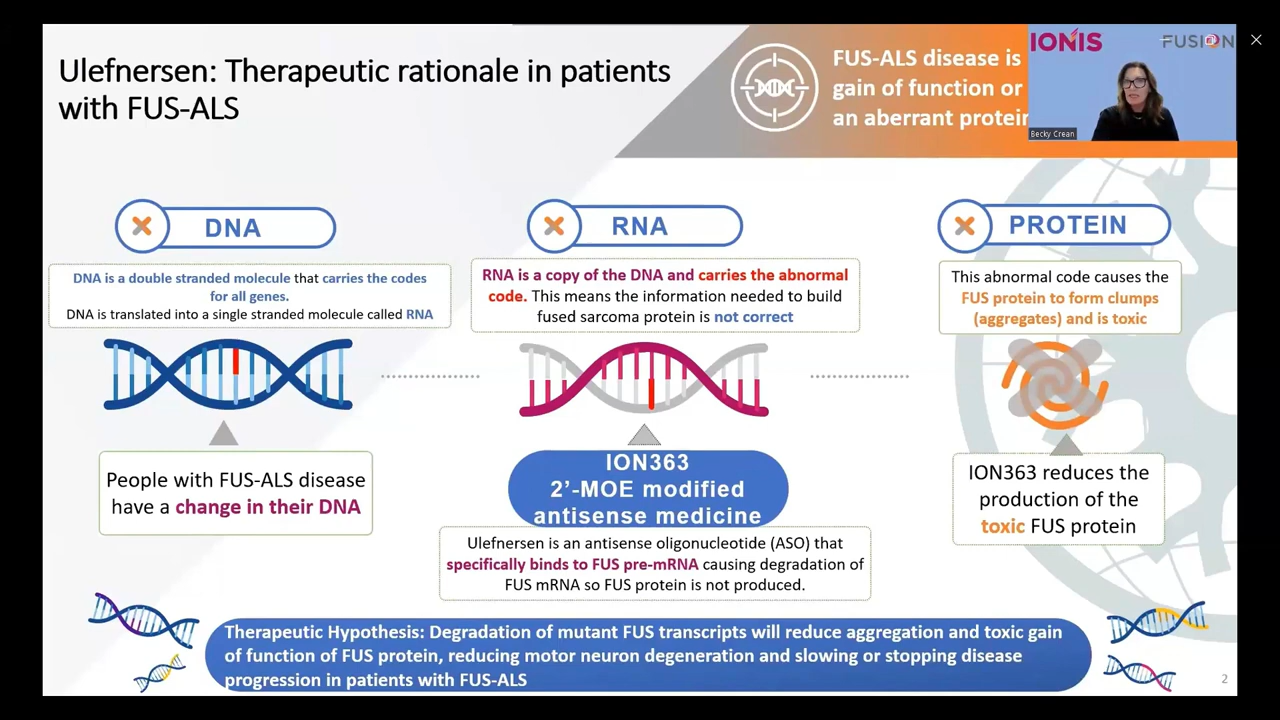 Ulefnersen: Therapeutic rationale in patients
with FUS-ALS
FUS-ALS disease is
gain of function or
an aberrant protein
IONIS
FUSION
Becky Crean
DNA
DNA is a double stranded molecule that carries the codes
for all genes.
DNA is translated into a single stranded molecule called RNA
People with FUS-ALS disease
have a change in their DNA
RNA
RNA is a copy of the DNA and carries the abnormal
code. This means the information needed to build
fused sarcoma protein is not correct
ION363
2’-MOE modified
antisense medicine
Ulefnersen is an antisense oligonucleotide (ASO) that
specifically binds to FUS pre-mRNA causing degradation of
FUS mRNA so FUS protein is not produced.
PROTEIN
This abnormal code causes the
FUS protein to form clumps
(aggregates) and is toxic
ION363 reduces the
production of the
toxic FUS protein
Therapeutic Hypothesis: Degradation of mutant FUS transcripts will reduce aggregation and toxic gain
of function of FUS protein, reducing motor neuron degeneration and slowing or stopping disease
progression in patients with FUS-ALS
2